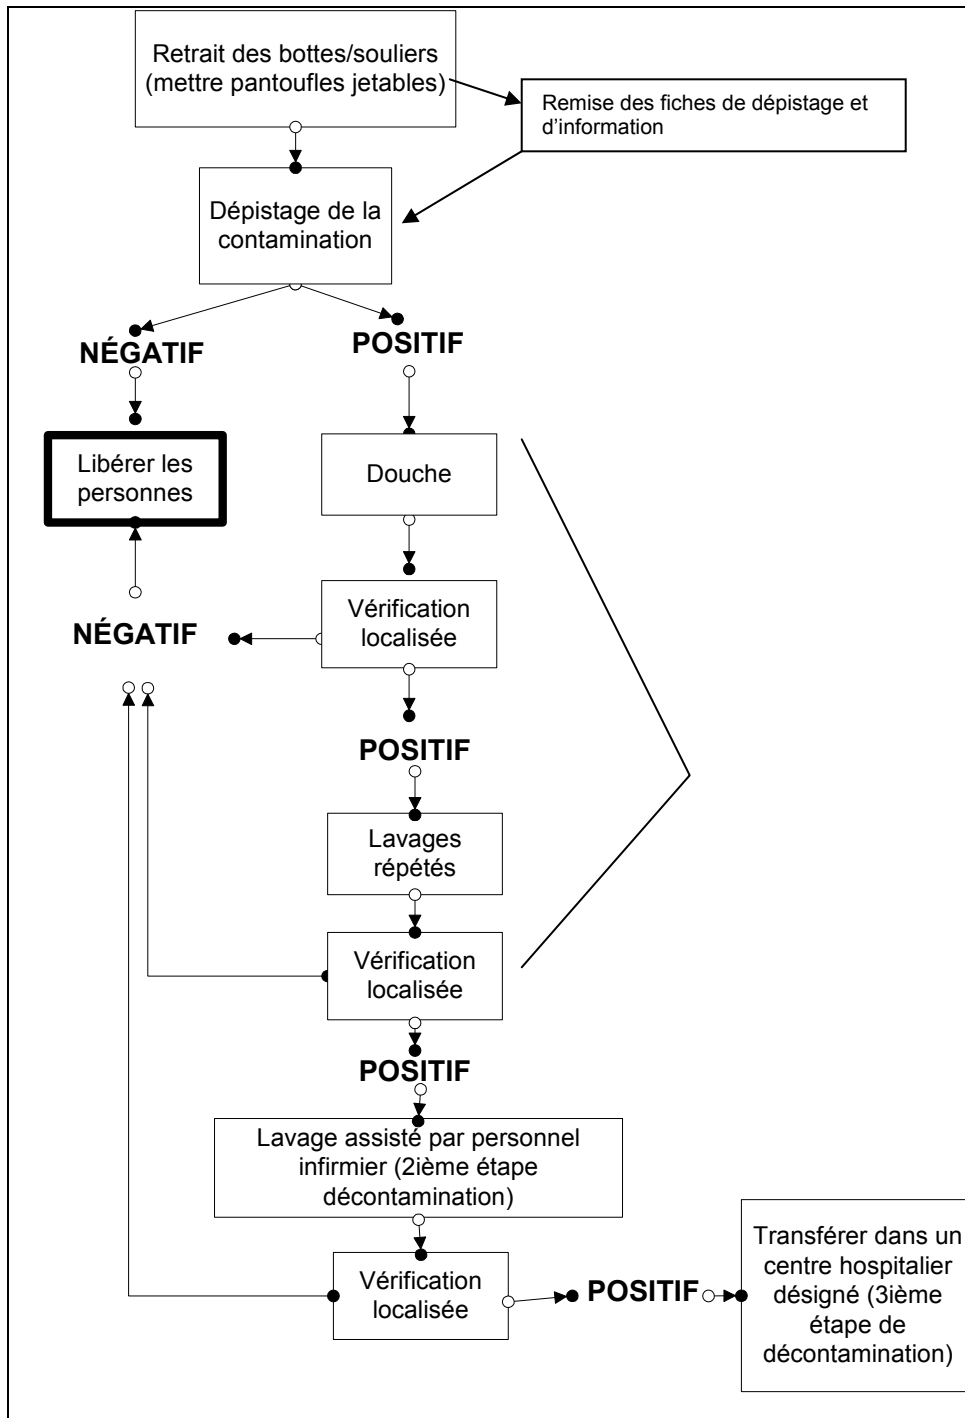 Retrait des bottes/souliers
(mettre pantoufles jetables)
Remise des fiches de dépistage et
d'information
Dépistage de la
contamination
NÉGATIF
POSITIF
Libérer les
personnes
Douche
Vérification
localisée
NÉGATIF
POSITIF
Lavages
répétés
Vérification
localisée
POSITIF
Lavage assisté par personnel
infirmier (2ième étape
décontamination)
Vérification
localisée
POSITIF
Transférer dans un
centre hospitalier
désigné (3ième
étape de
décontamination)